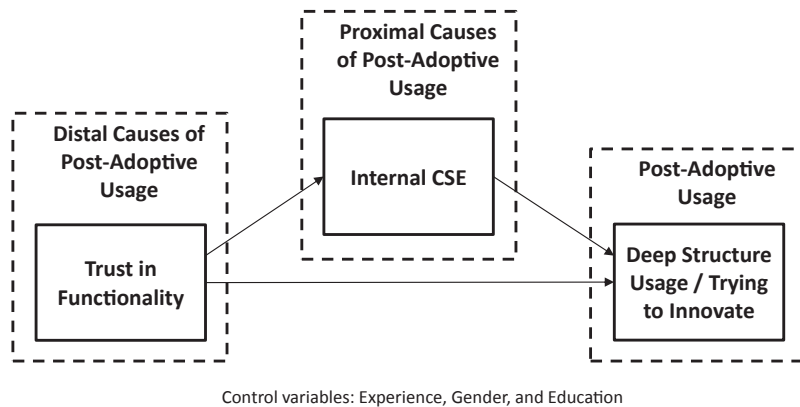 Proximal Causes
of Post-Adoptive
Usage
Distal Causes of
Post-Adoptive
Usage
Internal CSE
Post-Adoptive
Usage
Trust in
Functionality
Deep Structure
Usage / Trying
to Innovate
Control variables: Experience, Gender, and Education